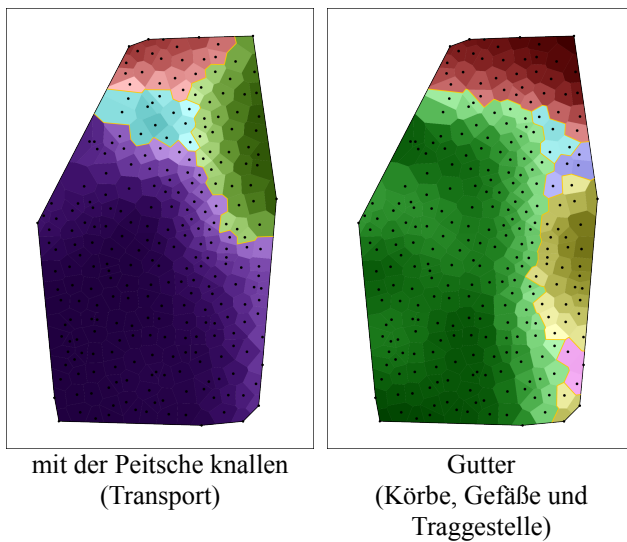 mit der Peitsche knallen
(Transport)
Gutter
(Körbe, Gefäße und
Traggestelle)